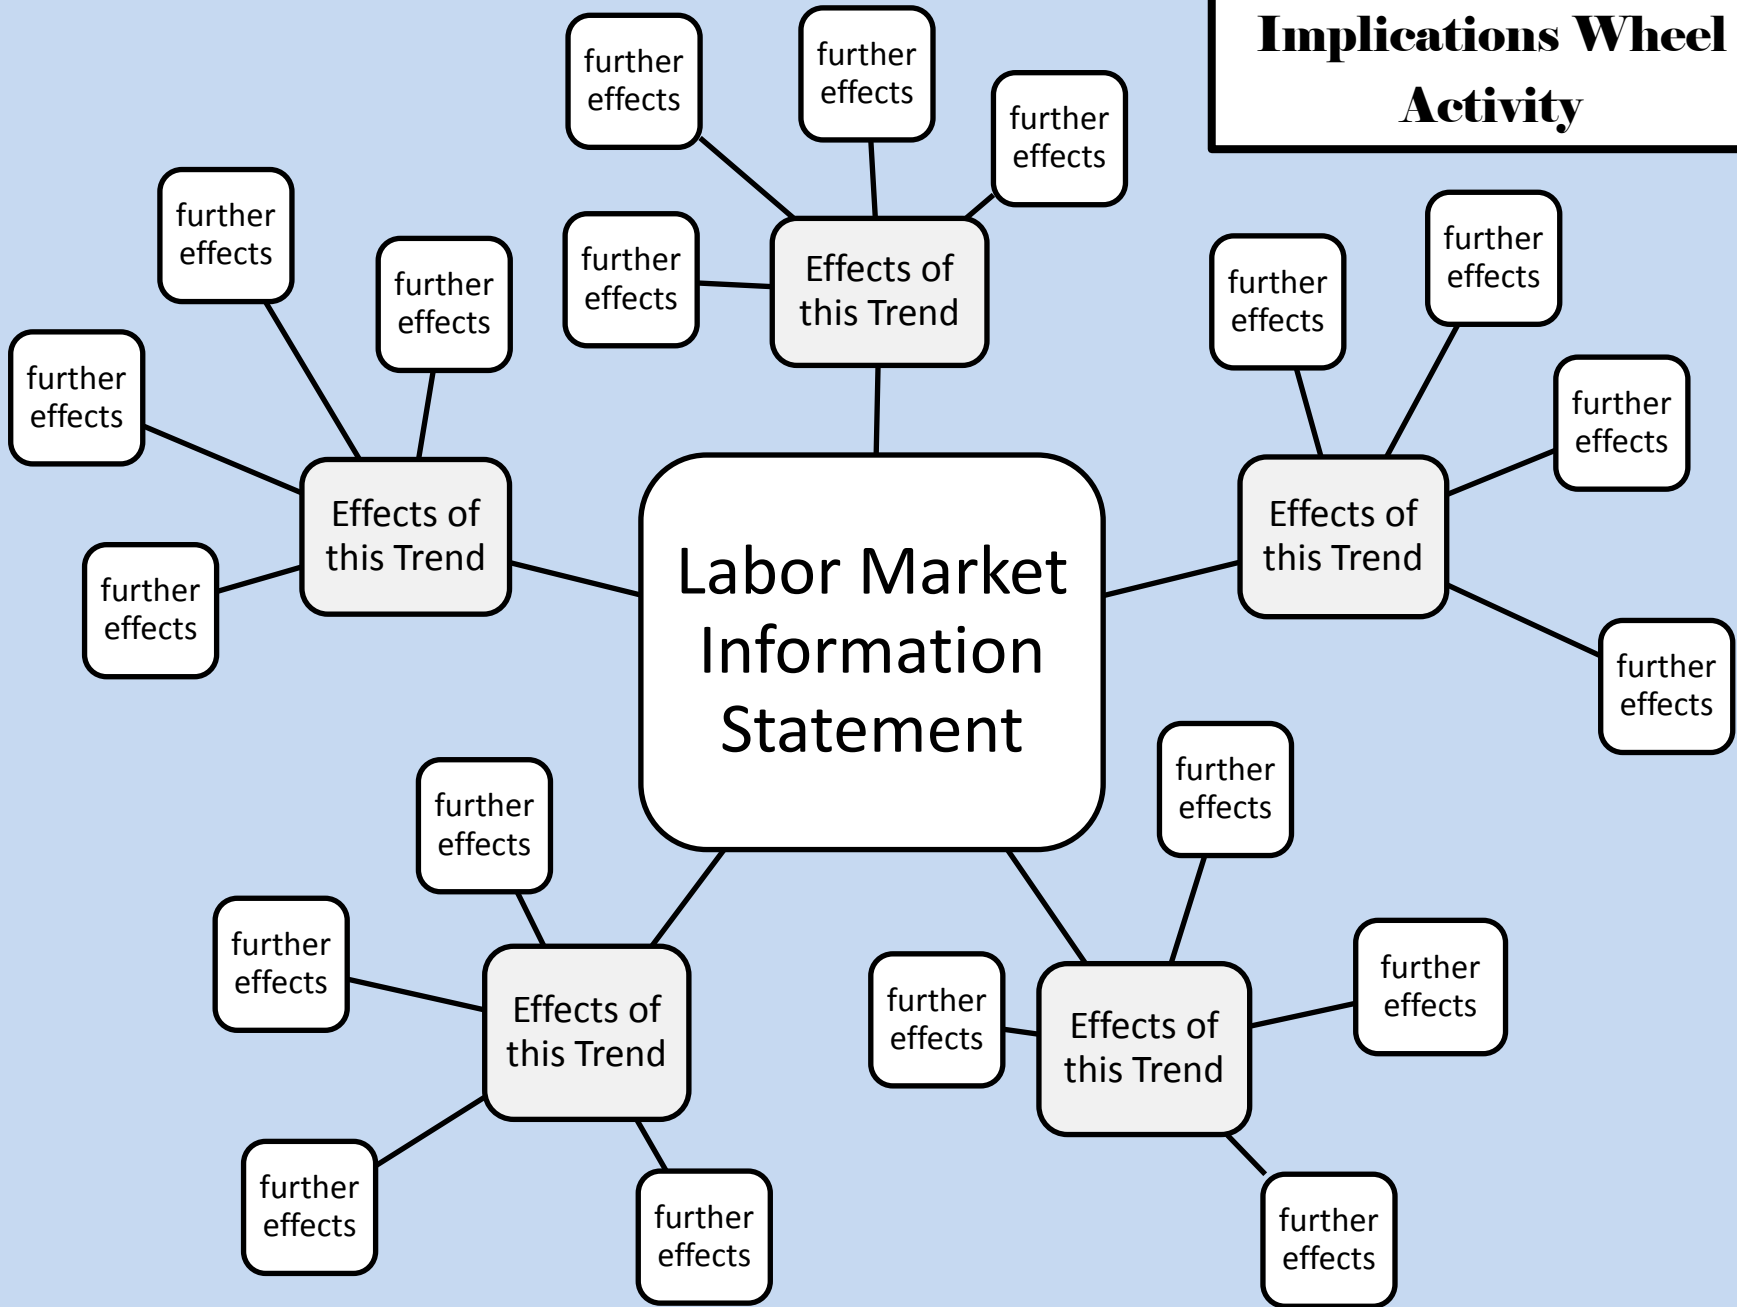 Implications Wheel
Activity
further
effects
further
effects
further
effects
further
effects
Effects of
this Trend
further
effects
further
effects
further
effects
further
effects
Effects of
this Trend
further
effects
further
effects
further
effects
further
effects
Effects of
this Trend
Labor Market
Information
Statement
further
effects
further
effects
further
effects
further
effects
Effects of
this Trend
further
effects
further
effects
further
effects
further
effects
Effects of
this Trend